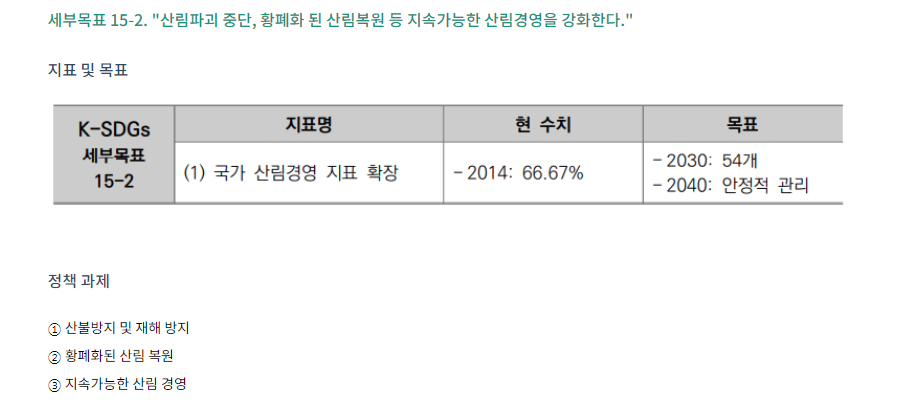 세부목표 15-2. "산림파괴 중단, 황폐화 된 산림복원 등 지속가능한 산림경영을 강화한다."
지표 및 목표
K-SDGs
세부목표
15-2
지표명 현 수치 목표
(1) 국가 산림경영 지표 확장 - 2014: 66.67% - 2030: 54개
- 2040: 안정적 관리
정책 과제
① 산불방지 및 재해 방지
② 황폐화된 산림 복원
③ 지속가능한 산림 경영